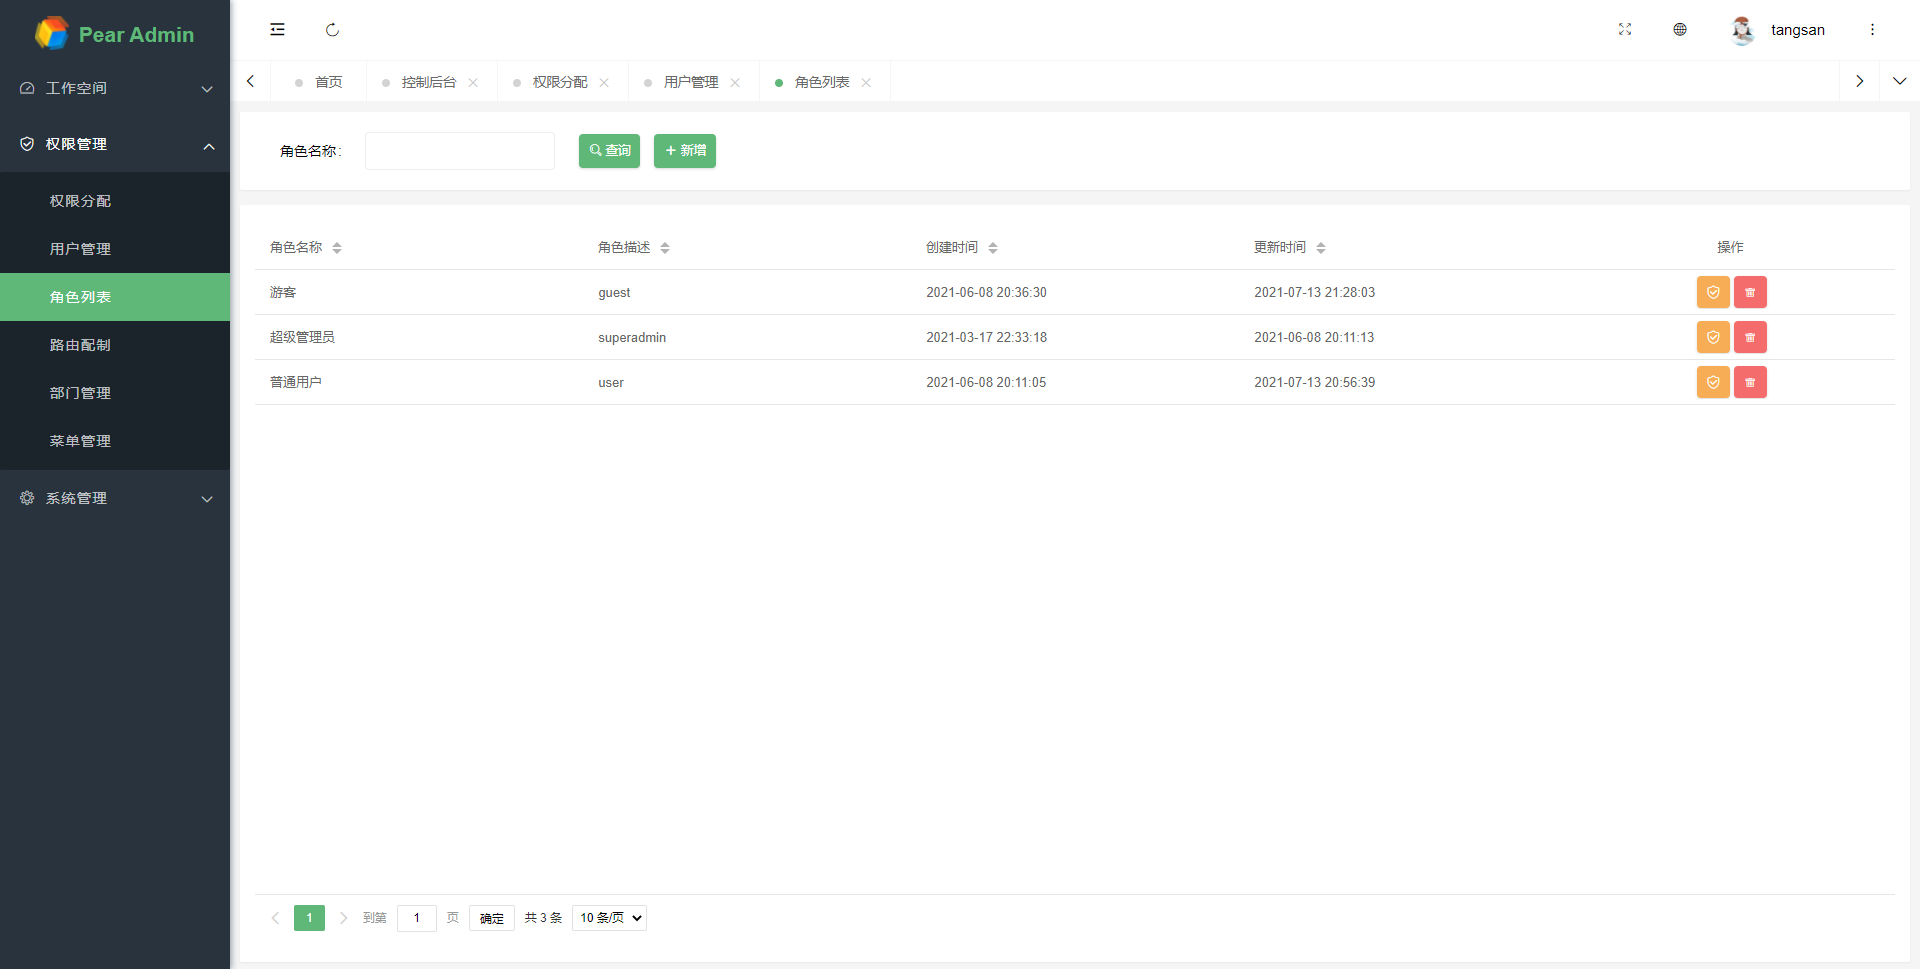 Pear Admin
tangsan
工作空间
权限管理
权限分配
用户管理
角色列表
路由配制
部门管理
菜单管理
系统管理
首页 控制后台 权限分配 用户管理 角色列表
角色名称: 查询 新增
角色名称 角色描述 创建时间 更新时间 操作
游客 guest 2021-06-08 20:36:30 2021-07-13 21:28:03
超级管理员 superadmin 2021-03-17 22:33:18 2021-06-08 20:11:13
普通用户 user 2021-06-08 20:11:05 2021-07-13 20:56:39
1 到第 1 页 确定 共 3 条 10 条/页